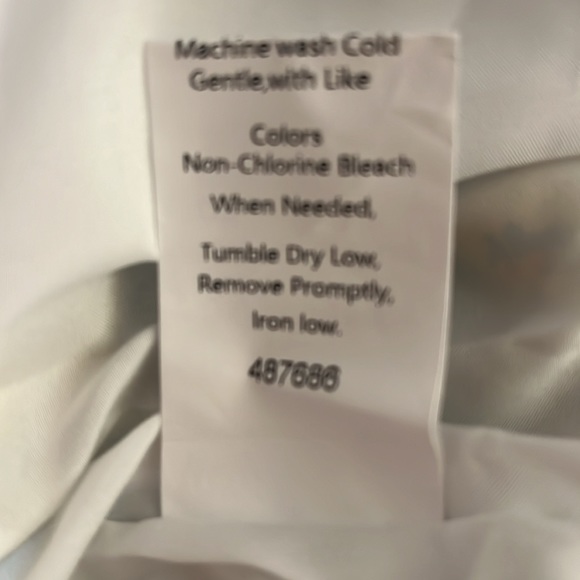 Machine wash Cold
Gentle,with Like
Colors
Non-Chlorine Bleach
When Needed,
Tumble Dry Low,
Remove Promptly,
Iron low.
487686